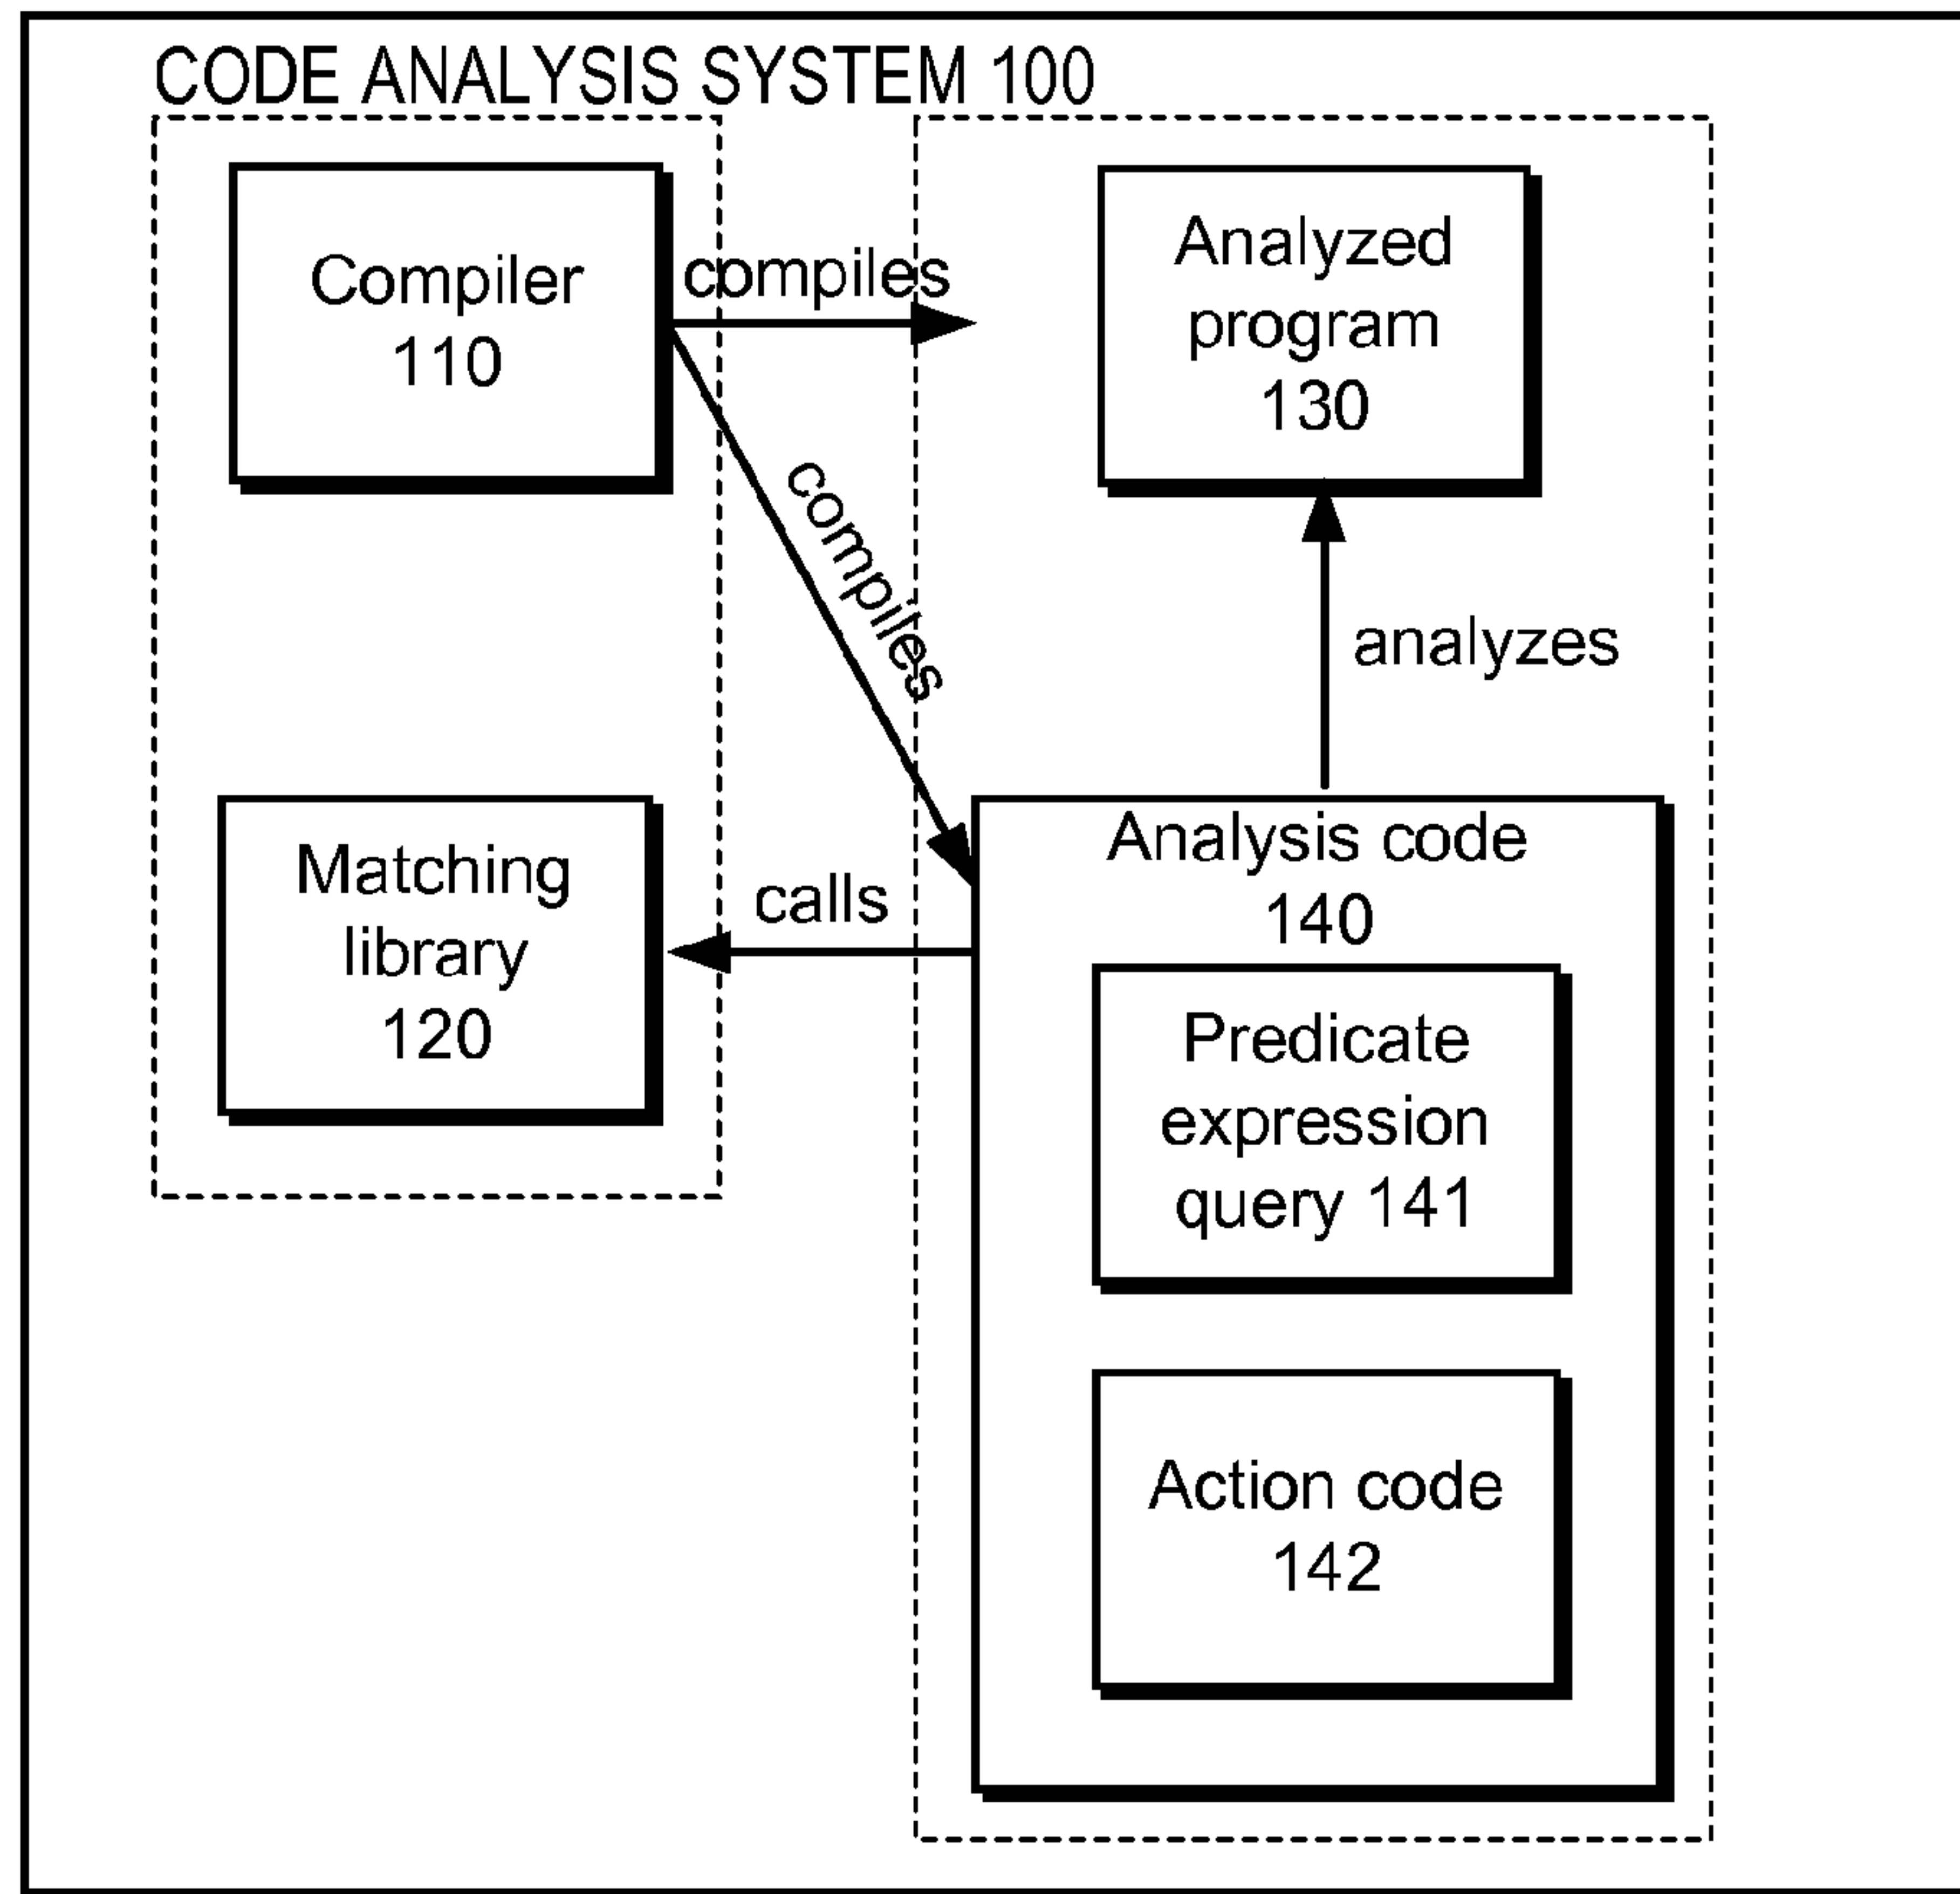 CODE ANALYSIS SYSTEM 100
Compiler
110
compiles
Analyzed
program
130
compiles
analyzes
Matching
library
120
calls
Analysis code
140
Predicate
expression
query 141
Action code
142